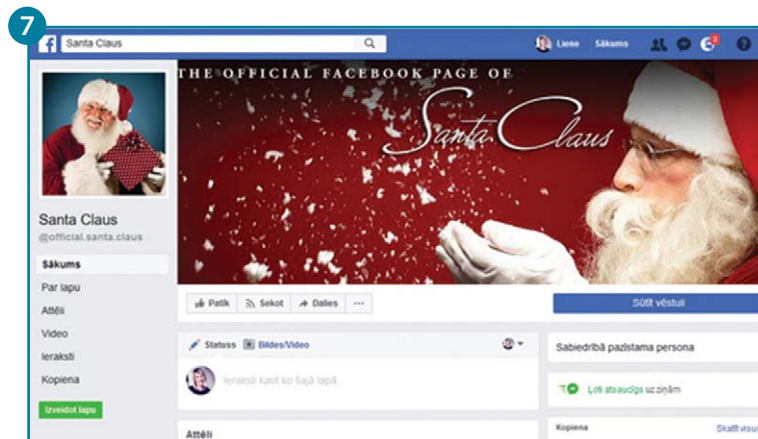 7
f Santa Claus
Liene Sākums 3 ?
THE OFFICIAL FACEBOOK PAGE OF
Santa Claus
Santa Claus
@official.santa.claus
Sākums
Par lapu
Attēli
Video
Ieraksti
Kopiena
Izveidot lapu
Patīk Sekot Dalies ...
Sūtīt vēstuli
Statuss Bildes/Video
Ieraksti kaut ko šajā lapā
Attēli
Sabiedrībā pazīstama persona
Ļoti atsaucīgs uz ziņām
Kopiena Skatīt visus